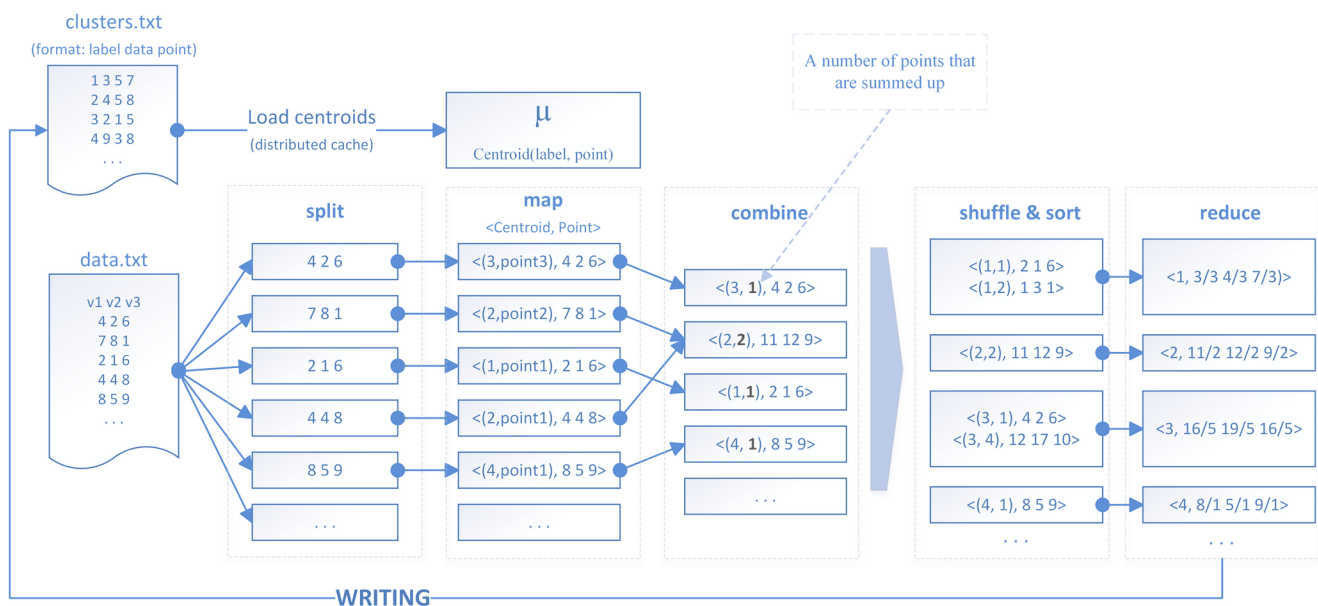 clusters.txt
(format: label data point)
1 3 5 7
2 4 5 8
3 2 1 5
4 9 3 8
. . .
Load centroids
(distributed cache)
μ
Centroid(label, point)
A number of points that
are summed up
data.txt
v1 v2 v3
4 2 6
7 8 1
2 1 6
4 4 8
8 5 9
. . .
split
4 2 6
7 8 1
2 1 6
4 4 8
8 5 9
. . .
map
<Centroid, Point>
<(3,point3), 4 2 6>
<(2,point2), 7 8 1>
<(1,point1), 2 1 6>
<(2,point1), 4 4 8>
<(4,point1), 8 5 9>
. . .
combine
<(3, 1), 4 2 6>
<(2,2), 11 12 9>
<(1,1), 2 1 6>
<(4, 1), 8 5 9>
. . .
shuffle & sort
<(1,1), 2 1 6>
<(1,2), 1 3 1>
<(2,2), 11 12 9>
<(3, 1), 4 2 6>
<(3, 4), 12 17 10>
<(4, 1), 8 5 9>
. . .
reduce
<1, 3/3 4/3 7/3)>
<2, 11/2 12/2 9/2>
<3, 16/5 19/5 16/5>
<4, 8/1 5/1 9/1>
. . .
WRITING